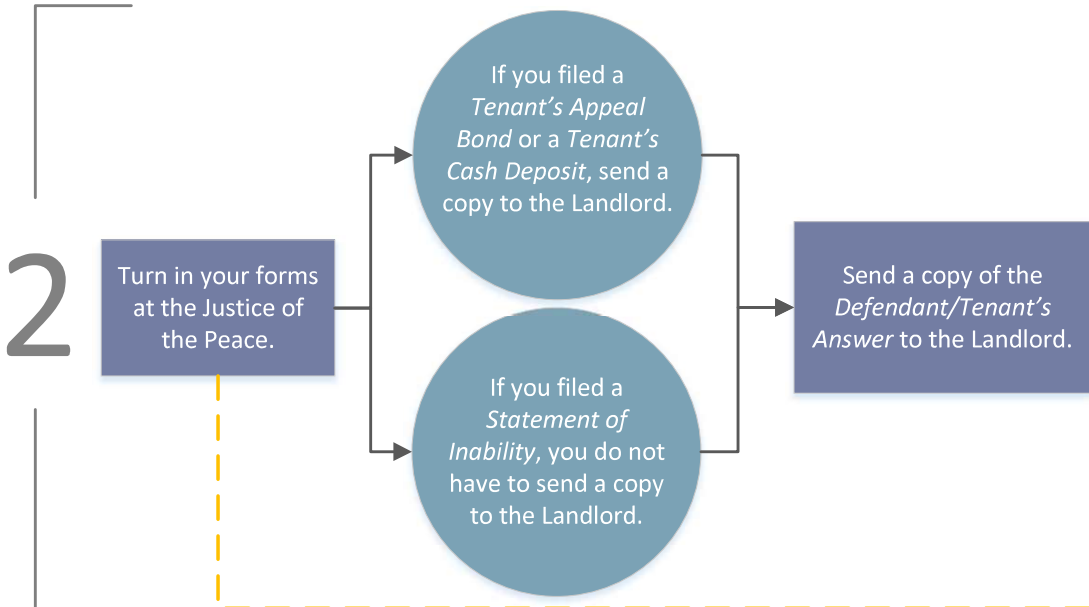 2
Turn in your forms
at the Justice of
the Peace.
If you filed a
Tenant’s Appeal
Bond or a Tenant’s
Cash Deposit, send a
copy to the Landlord.
If you filed a
Statement of
Inability, you do not
have to send a copy
to the Landlord.
Send a copy of the
Defendant/Tenant’s
Answer to the Landlord.